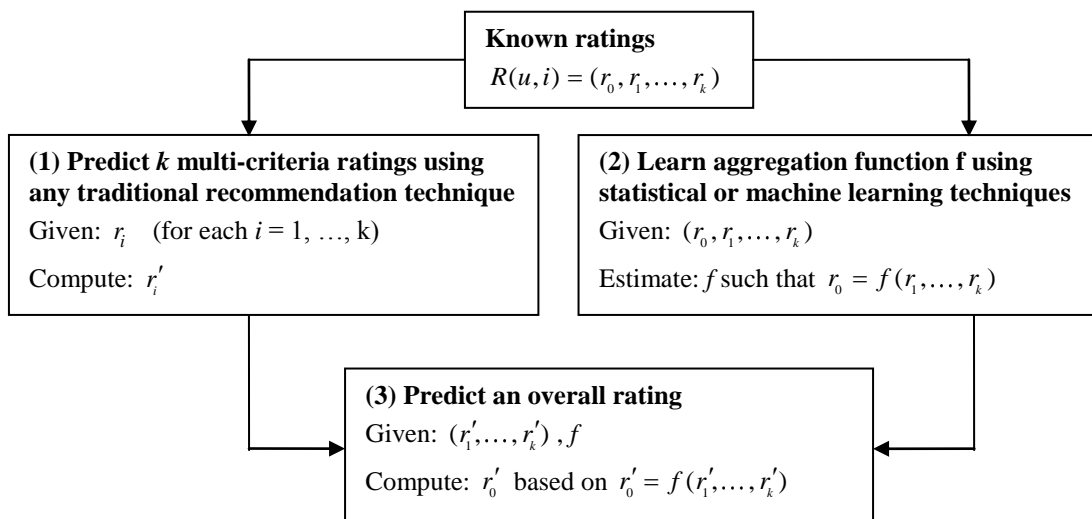 Known ratings
R(u,i) = (r₀, r₁, …, rₖ)
(1) Predict k multi-criteria ratings using
any traditional recommendation technique
Given: rᵢ (for each i = 1, …, k)
Compute: rᵢ′
(2) Learn aggregation function f using
statistical or machine learning techniques
Given: (r₀, r₁, …, rₖ)
Estimate: f such that r₀ = f(r₁, …, rₖ)
(3) Predict an overall rating
Given: (r₁′, …, rₖ′) , f
Compute: r₀′ based on r₀′ = f(r₁′, …, rₖ′)